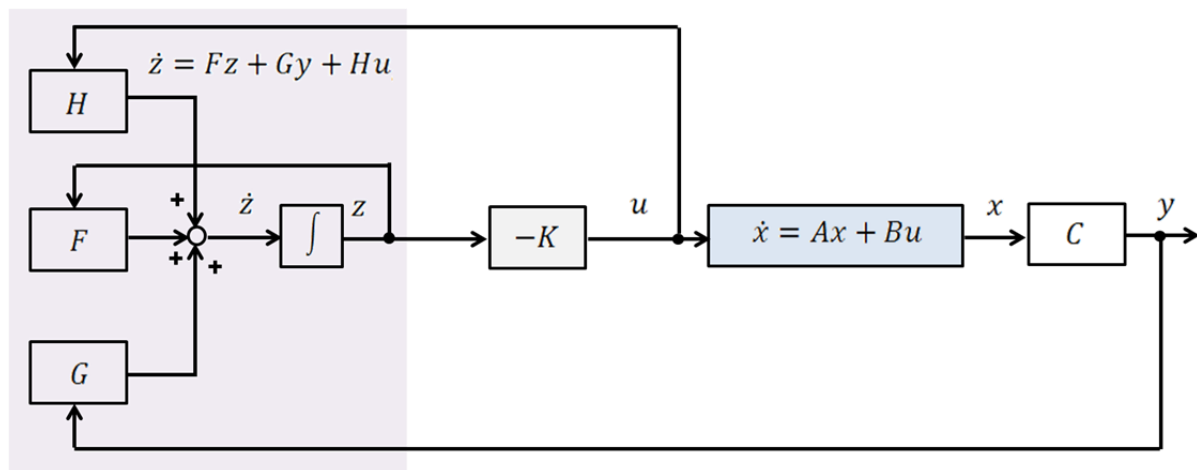 ż = Fz + Gy + Hu
H
+
ż
z
u
x
y
F
∫
−K
ẋ = Ax + Bu
C
+
+
G